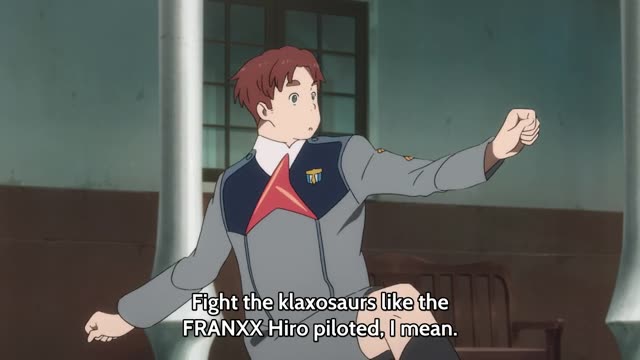 Fight the klaxosaurs like the
FRANXX Hiro piloted, I mean.